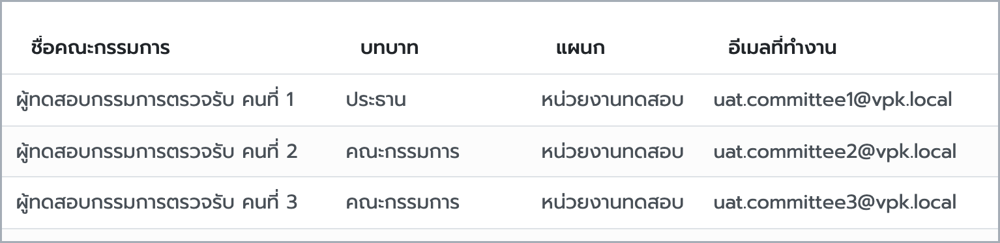 ชื่อคณะกรรมการ บทบาท แผนก อีเมลที่ทำงาน
ผู้ทดสอบกรรมการตรวจรับ คนที่ 1 ประธาน หน่วยงานทดสอบ uat.committee1@vpk.local
ผู้ทดสอบกรรมการตรวจรับ คนที่ 2 คณะกรรมการ หน่วยงานทดสอบ uat.committee2@vpk.local
ผู้ทดสอบกรรมการตรวจรับ คนที่ 3 คณะกรรมการ หน่วยงานทดสอบ uat.committee3@vpk.local